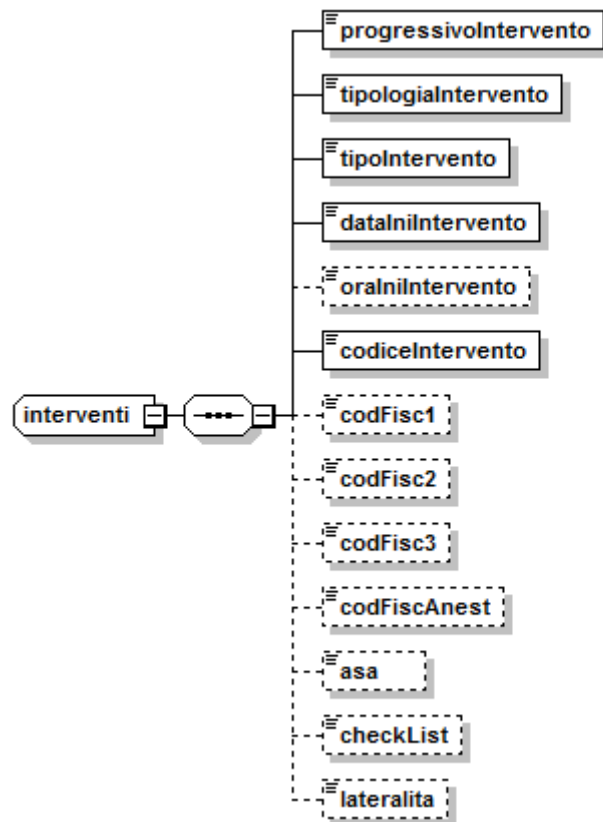 progressivoIntervento
tipologiaIntervento
tipoIntervento
dataIniIntervento
oraIniIntervento
codiceIntervento
interventi
codFisc1
codFisc2
codFisc3
codFiscAnest
asa
checkList
lateralita